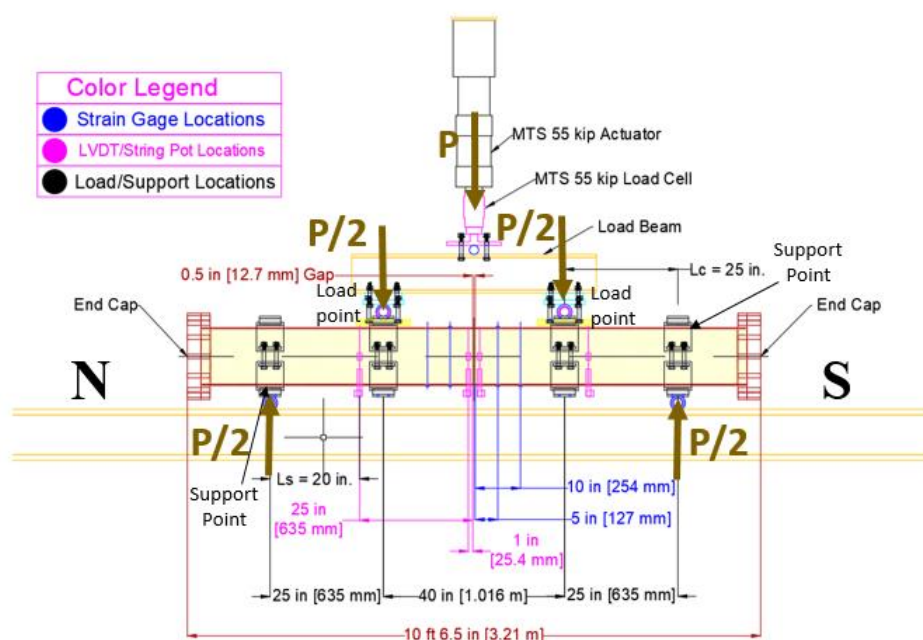 Color Legend
Strain Gage Locations
LVDT/String Pot Locations
Load/Support Locations
P
MTS 55 kip Actuator
MTS 55 kip Load Cell
P/2
P/2
Load Beam
Support
Point
0.5 in [12.7 mm] Gap
Lc = 25 in.
Load
point
Load
point
End Cap
End Cap
N
S
P/2
P/2
Support
Point
Ls = 20 in.
10 in [254 mm]
25 in
[635 mm]
5 in [127 mm]
1 in
[25.4 mm]
25 in [635 mm]
40 in [1.016 m]
25 in [635 mm]
10 ft 6.5 in [3.21 m]